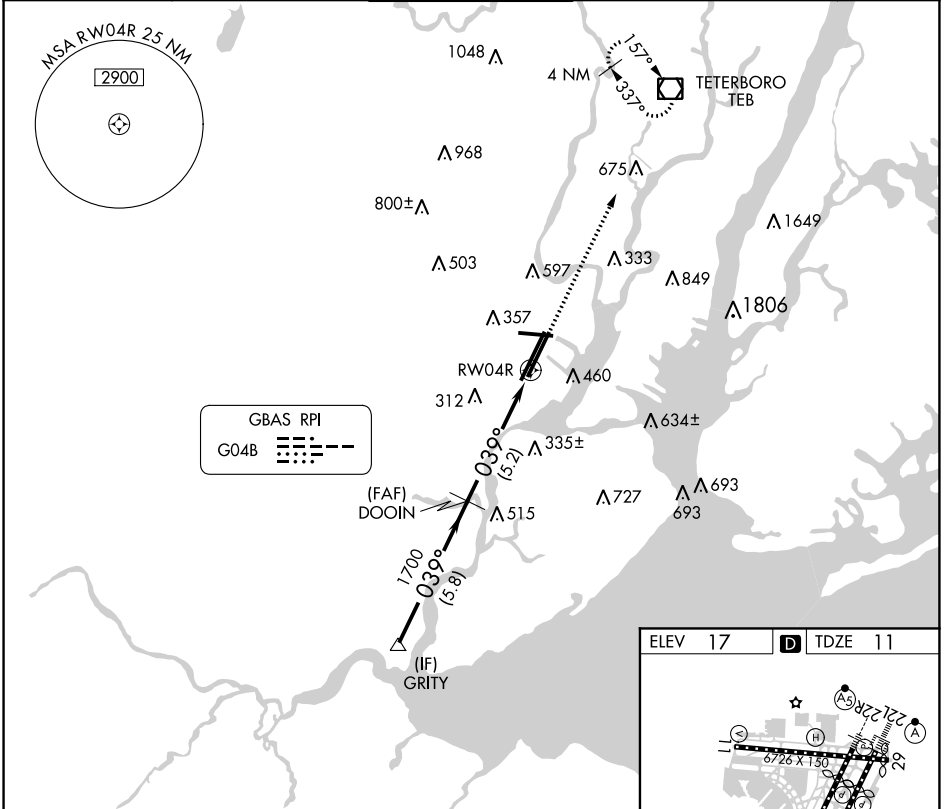 MSA RW04R 25 NM
2900
1048
4 NM
157°
337°
TETERBORO
TEB
968
675
800±
1649
503
597
333
849
357
1806
RW04R
460
312
634±
GBAS RPI
G04B
039°
(5.2)
335±
(FAF)
DOOIN
515
727
693
693
1700
039°
(5.8)
(IF)
GRITY
ELEV 17
D
TDZE 11
A5
22R
22L
A
V
H
P
11
6726 X 150
29
P
P